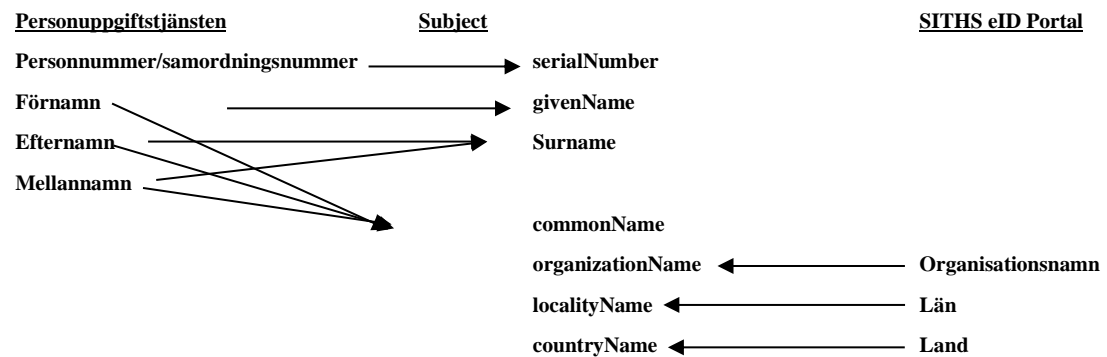 Personuppgiftstjänsten Subject SITHS eID Portal
Personnummer/samordningsnummer serialNumber
Förnamn givenName
Efternamn Surname
Mellannamn
commonName
organizationName Organisationsnamn
localityName Län
countryName Land